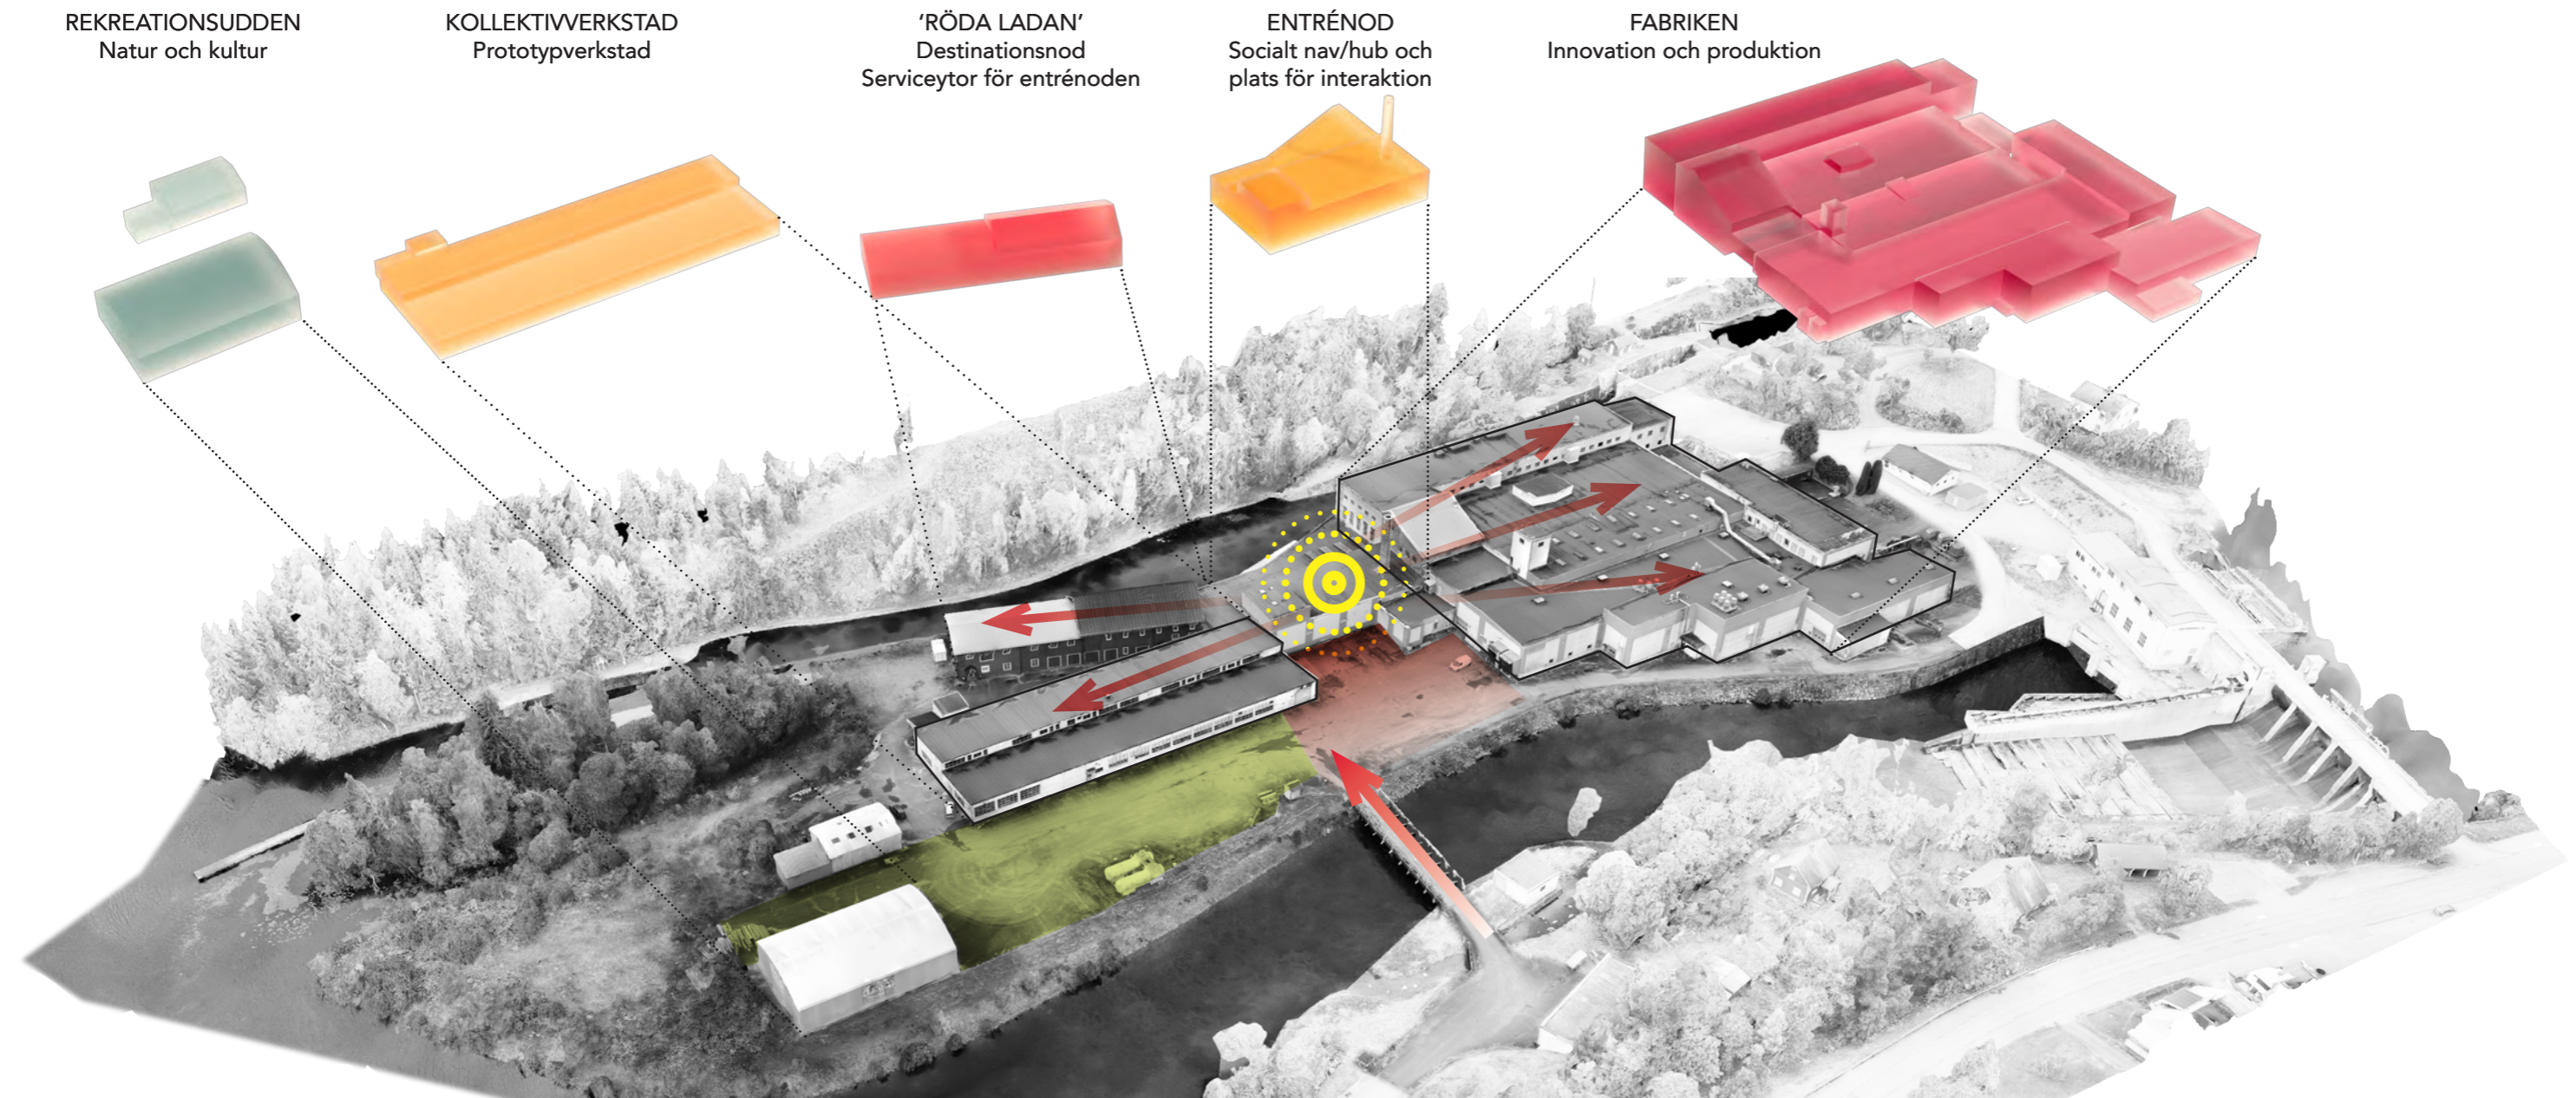 REKREATIONSUDDEN
Natur och kultur
KOLLEKTIVVERKSTAD
Prototypverkstad
‘RÖDA LADAN’
Destinationsnod
Serviceytor för entrénoden
ENTRÉNOD
Socialt nav/hub och
plats för interaktion
FABRIKEN
Innovation och produktion